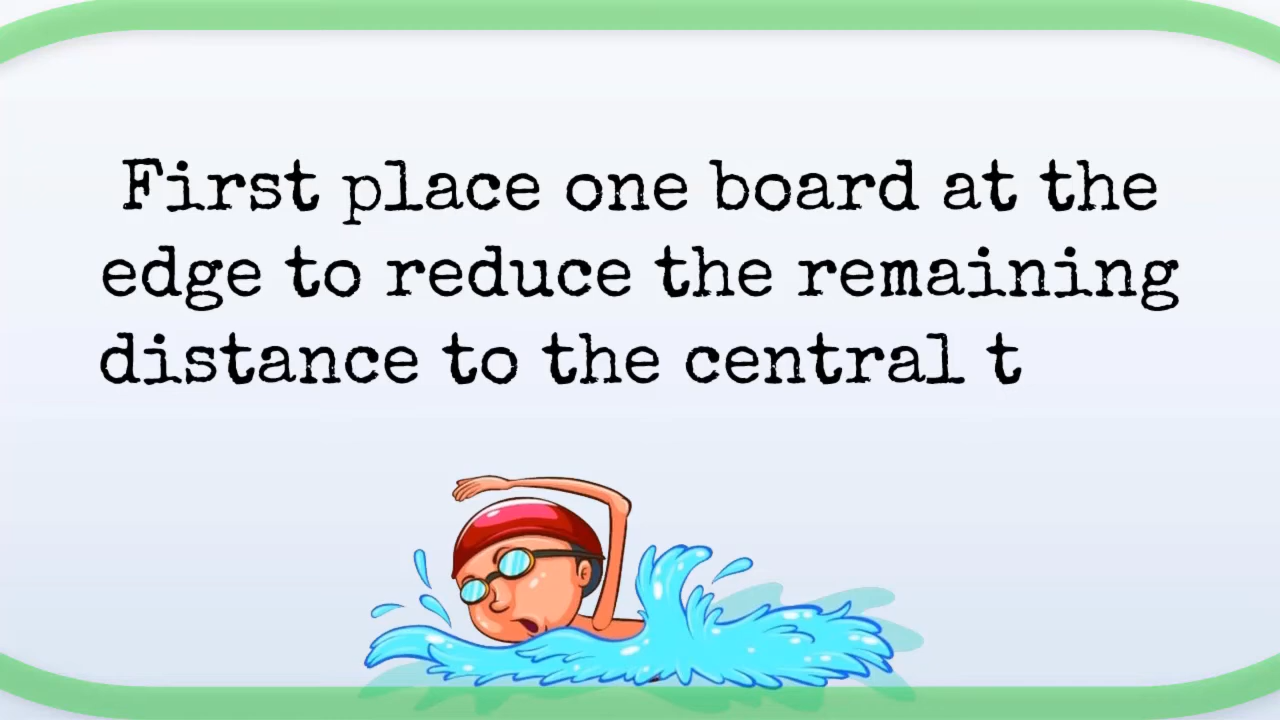 First place one board at the
edge to reduce the remaining
distance to the central t